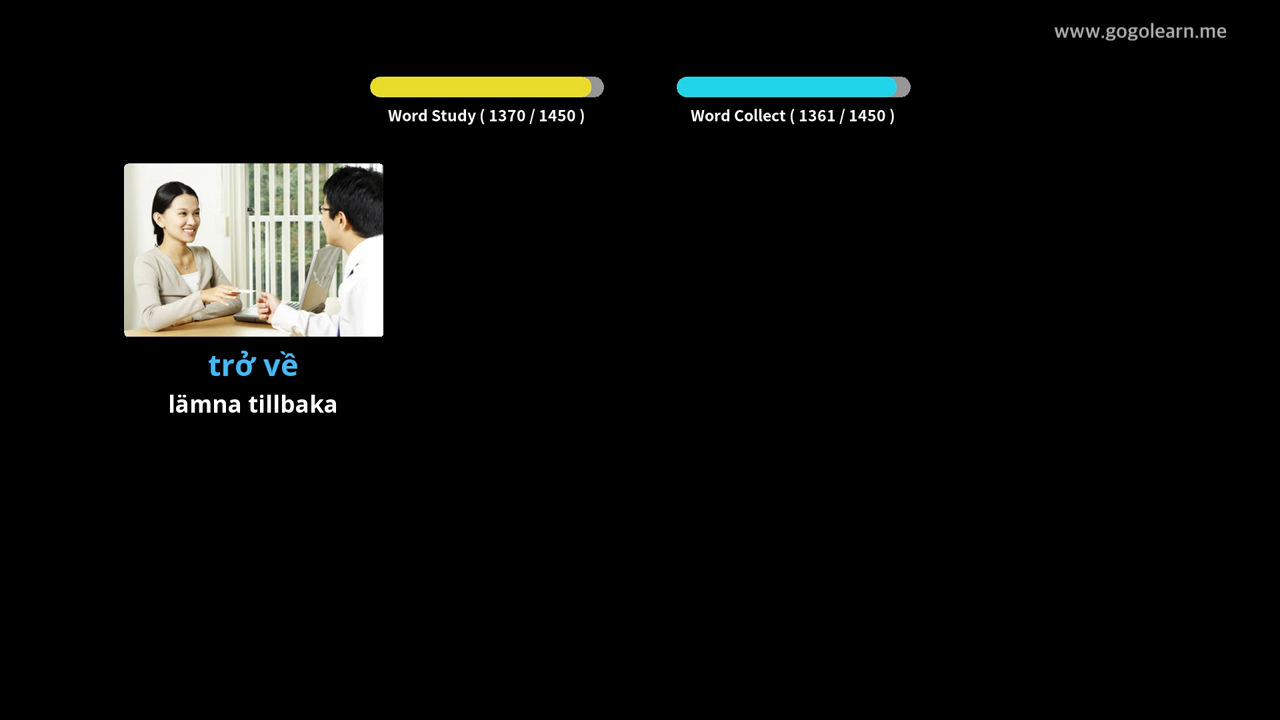 www.gogolearn.me
Word Study ( 1370 / 1450 )
Word Collect ( 1361 / 1450 )
trở về
lämna tillbaka